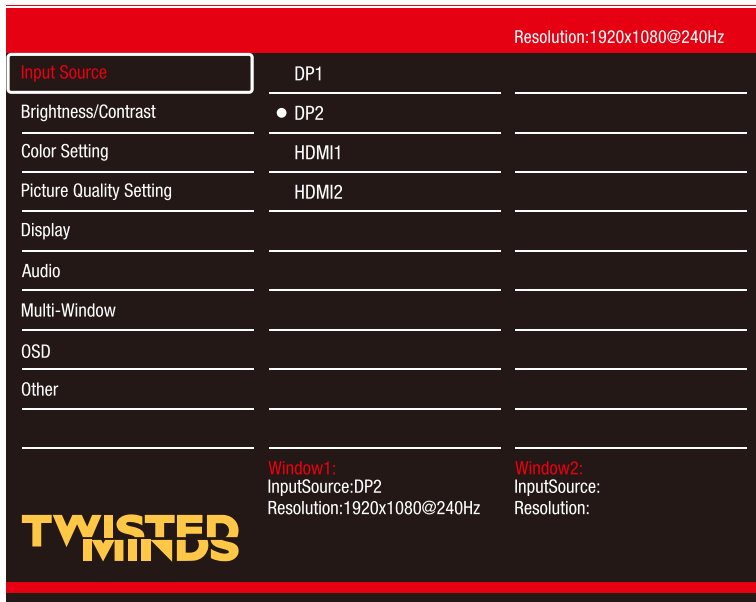 Resolution:1920x1080@240Hz
Input Source
DP1
Brightness/Contrast
DP2
Color Setting
HDMI1
Picture Quality Setting
HDMI2
Display
Audio
Multi-Window
OSD
Other
Window1:
InputSource:DP2
Resolution:1920x1080@240Hz
Window2:
InputSource:
Resolution:
TWISTED
MINDS